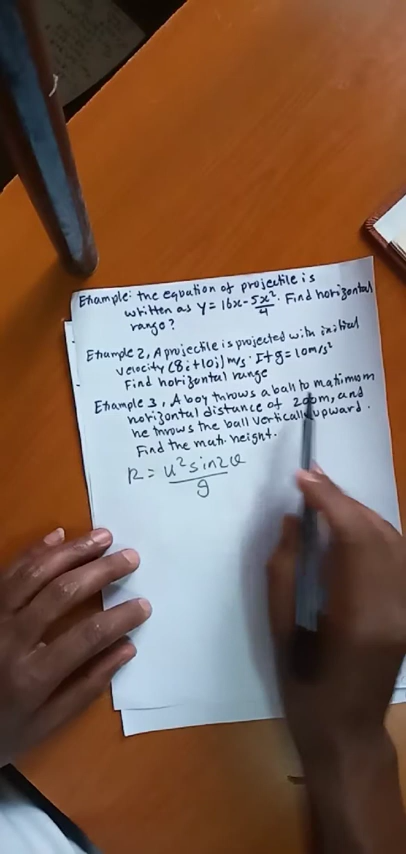 Example: the equation of projectile is
written as y = 16x - 5x²/4. Find horizontal
range?
Example 2, A projectile is projected with initial
velocity (8i + 10j) m/s. If g = 10m/s²
Find horizontal range
Example 3, A boy throws a ball to maximum
horizontal distance of 200m, and
he throws the ball vertically upward.
Find the max. height.
R = u² sin2θ
g